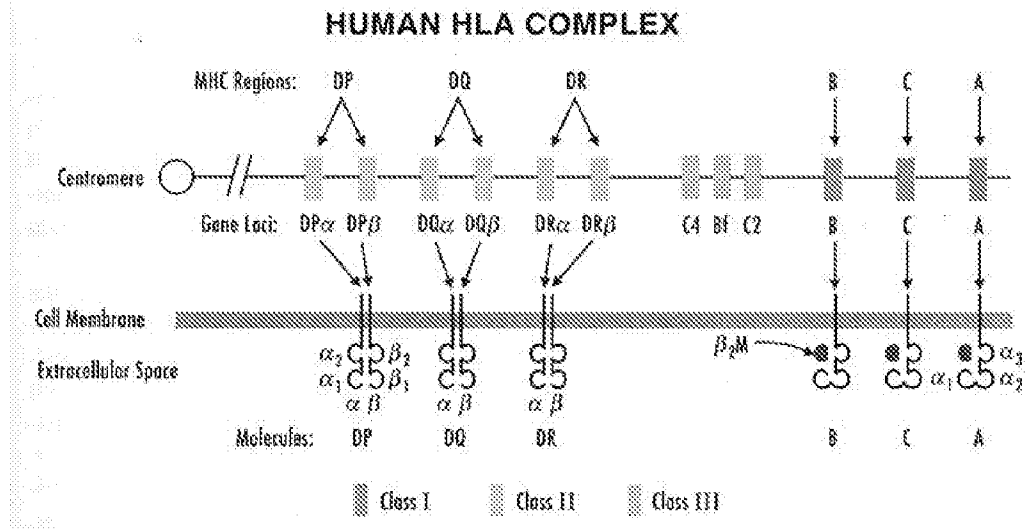 HUMAN HLA COMPLEX
MHC Regions: DP DQ DR B C A
Centromere
Gene Loci: DPα DPβ DQα DQβ DRα DRβ C4 Bf C2 B C A
Cell Membrane
β₂M
α₂ β₂ α₃
Extracellular Space
α₁ β₁ α₁ α₂
α β α β α β
Molecules: DP DQ DR B C A
Class I Class II Class III